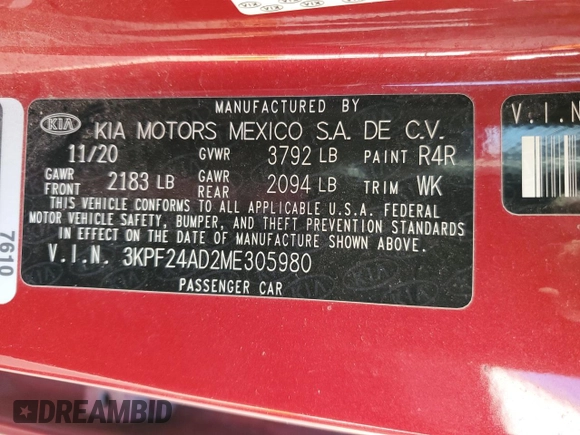 MANUFACTURED BY
KIA KIA MOTORS MEXICO S.A. DE C.V.
11/20 GVWR 3792 LB PAINT R4R
GAWR FRONT 2183 LB GAWR REAR 2094 LB TRIM WK
THIS VEHICLE CONFORMS TO ALL APPLICABLE U.S.A. FEDERAL
MOTOR VEHICLE SAFETY, BUMPER, AND THEFT PREVENTION STANDARDS
IN EFFECT ON THE DATE OF MANUFACTURE SHOWN ABOVE.
V.I.N. 3KPF24AD2ME305980
PASSENGER CAR
V.I.N
7610
DREAMBID